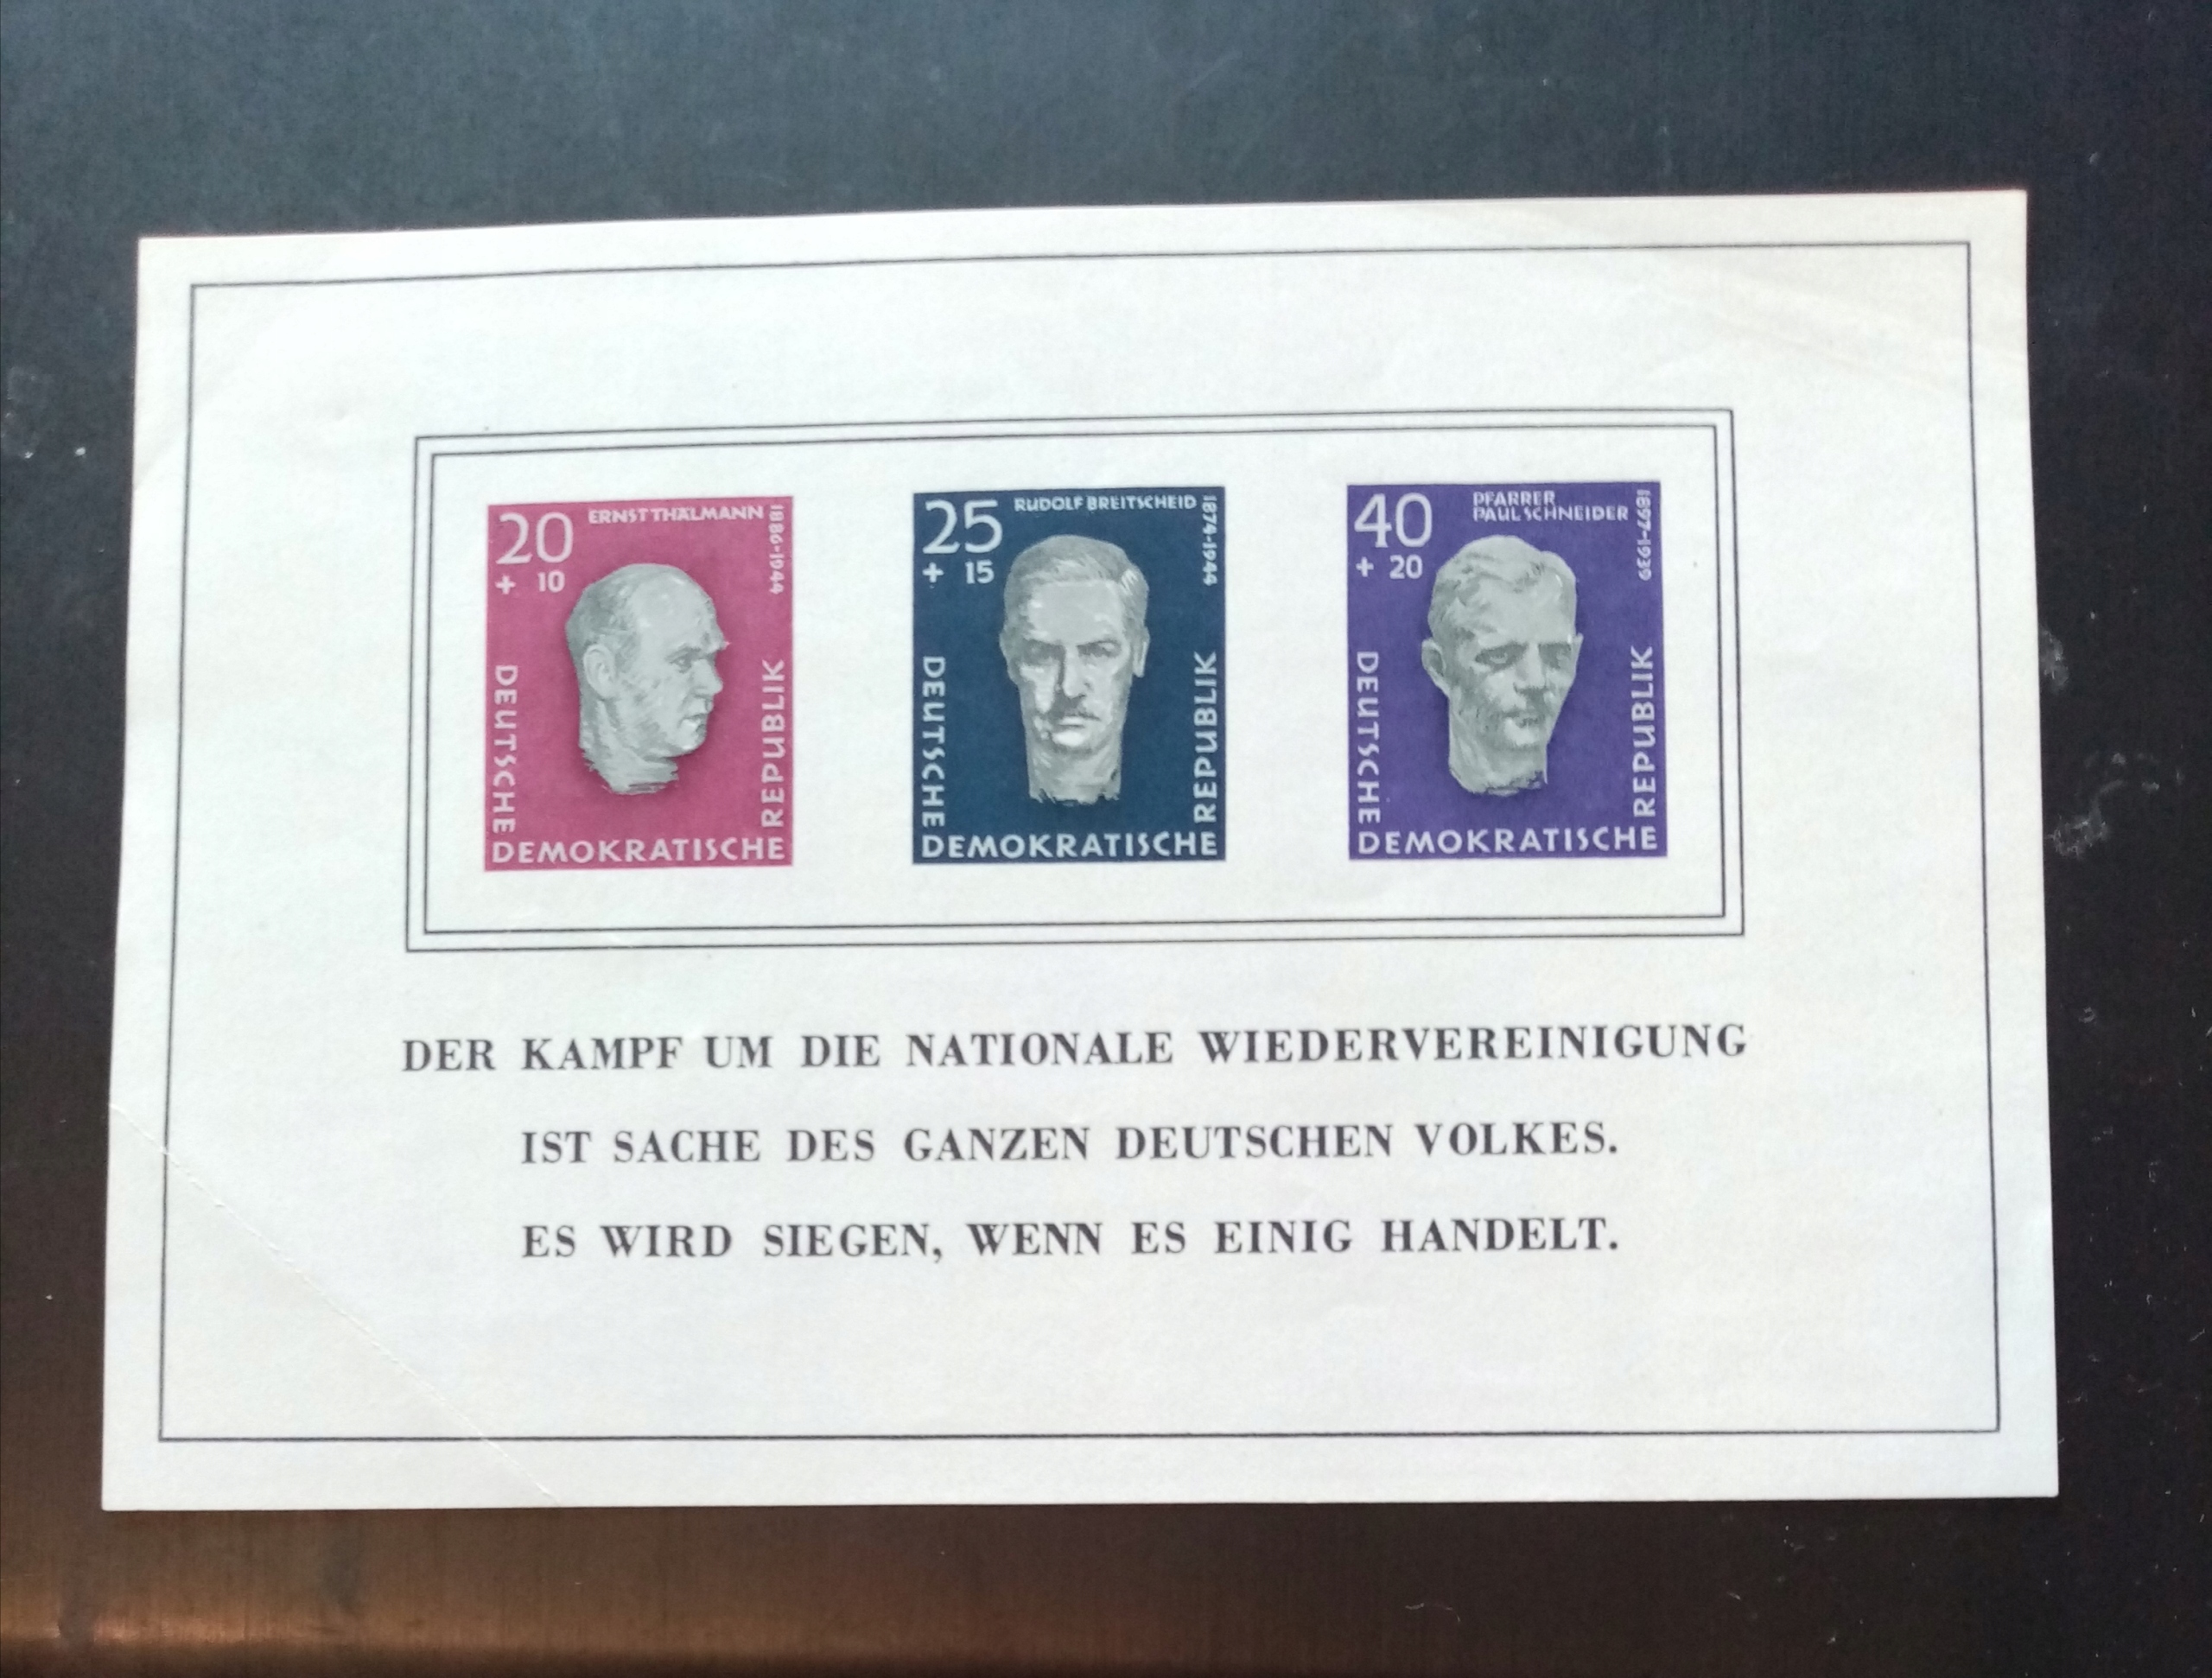 20
ERNST THÄLMANN
1886-1944
+ 10
DEUTSCHE
DEMOKRATISCHE
REPUBLIK
25
RUDOLF BREITSCHEID
1874-1944
+ 15
DEUTSCHE
DEMOKRATISCHE
REPUBLIK
40
PFARRER
PAUL SCHNEIDER
1897-1939
+ 20
DEUTSCHE
DEMOKRATISCHE
REPUBLIK
DER KAMPF UM DIE NATIONALE WIEDERVEREINIGUNG
IST SACHE DES GANZEN DEUTSCHEN VOLKES.
ES WIRD SIEGEN, WENN ES EINIG HANDELT.